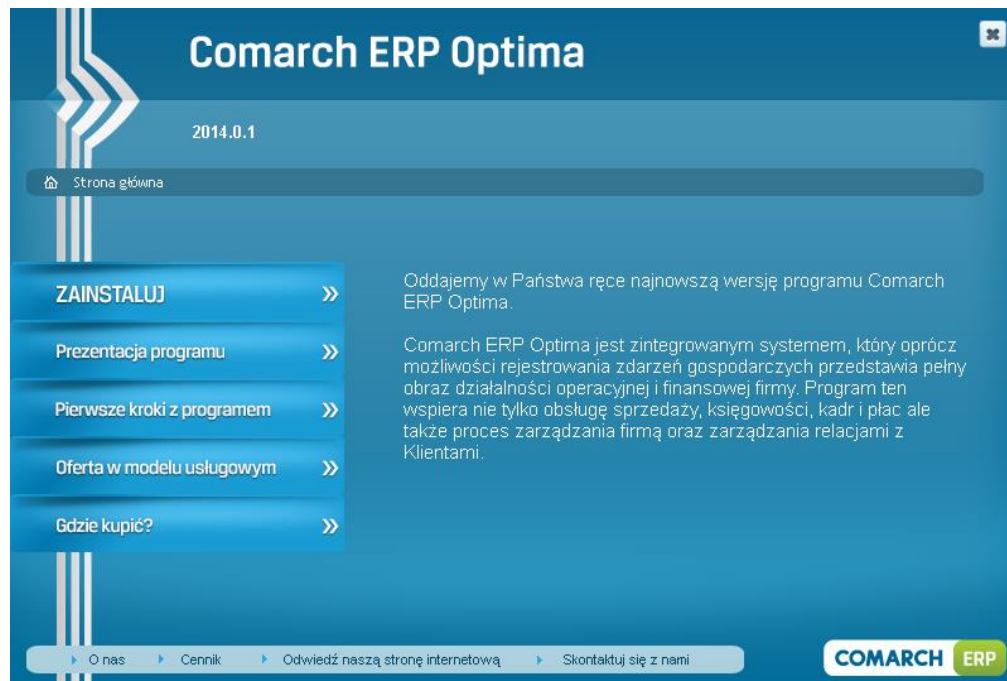 Comarch ERP Optima
2014.0.1
Strona główna
ZAINSTALUJ
Prezentacja programu
Pierwsze kroki z programem
Oferta w modelu usługowym
Gdzie kupić?
Oddajemy w Państwa ręce najnowszą wersję programu Comarch
ERP Optima.
Comarch ERP Optima jest zintegrowanym systemem, który oprócz
możliwości rejestrowania zdarzeń gospodarczych przedstawia pełny
obraz działalności operacyjnej i finansowej firmy. Program ten
wspiera nie tylko obsługę sprzedaży, księgowości, kadr i płac ale
także proces zarządzania firmą oraz zarządzania relacjami z
Klientami.
O nas
Cennik
Odwiedź naszą stronę internetową
Skontaktuj się z nami
COMARCH ERP